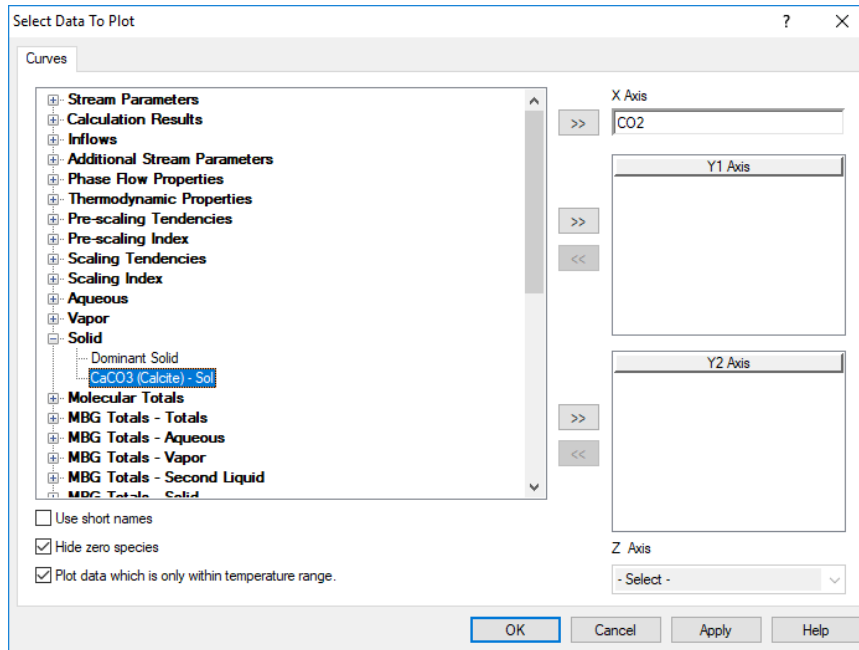 Select Data To Plot
Curves
Stream Parameters
Calculation Results
Inflows
Additional Stream Parameters
Phase Flow Properties
Thermodynamic Properties
Pre-scaling Tendencies
Pre-scaling Index
Scaling Tendencies
Scaling Index
Aqueous
Vapor
Solid
Dominant Solid
CaCO3 (Calcite) - Sol
Molecular Totals
MBG Totals - Totals
MBG Totals - Aqueous
MBG Totals - Vapor
MBG Totals - Second Liquid
MBG Totals - Solid
Use short names
Hide zero species
Plot data which is only within temperature range.
>>
X Axis
CO2
>>
<<
Y1 Axis
>>
<<
Y2 Axis
Z Axis
- Select -
OK
Cancel
Apply
Help